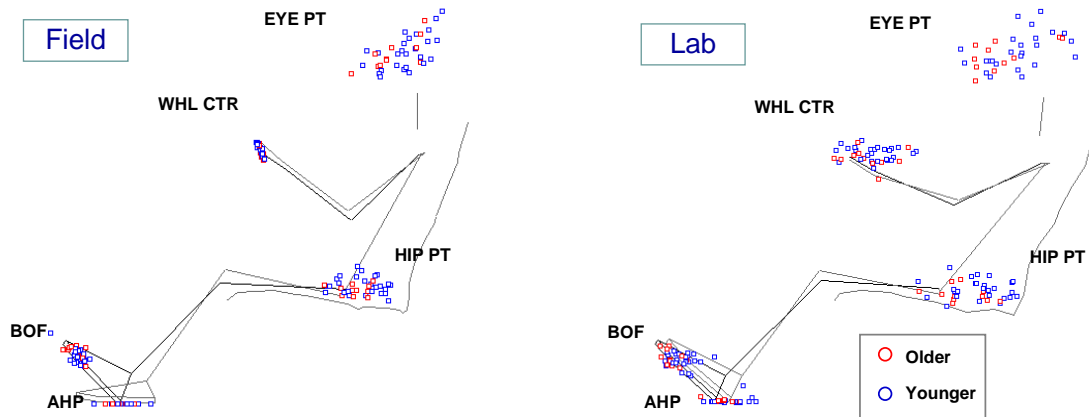 Field
EYE PT
WHL CTR
HIP PT
BOF
AHP
Lab
EYE PT
WHL CTR
HIP PT
BOF
AHP
Older
Younger